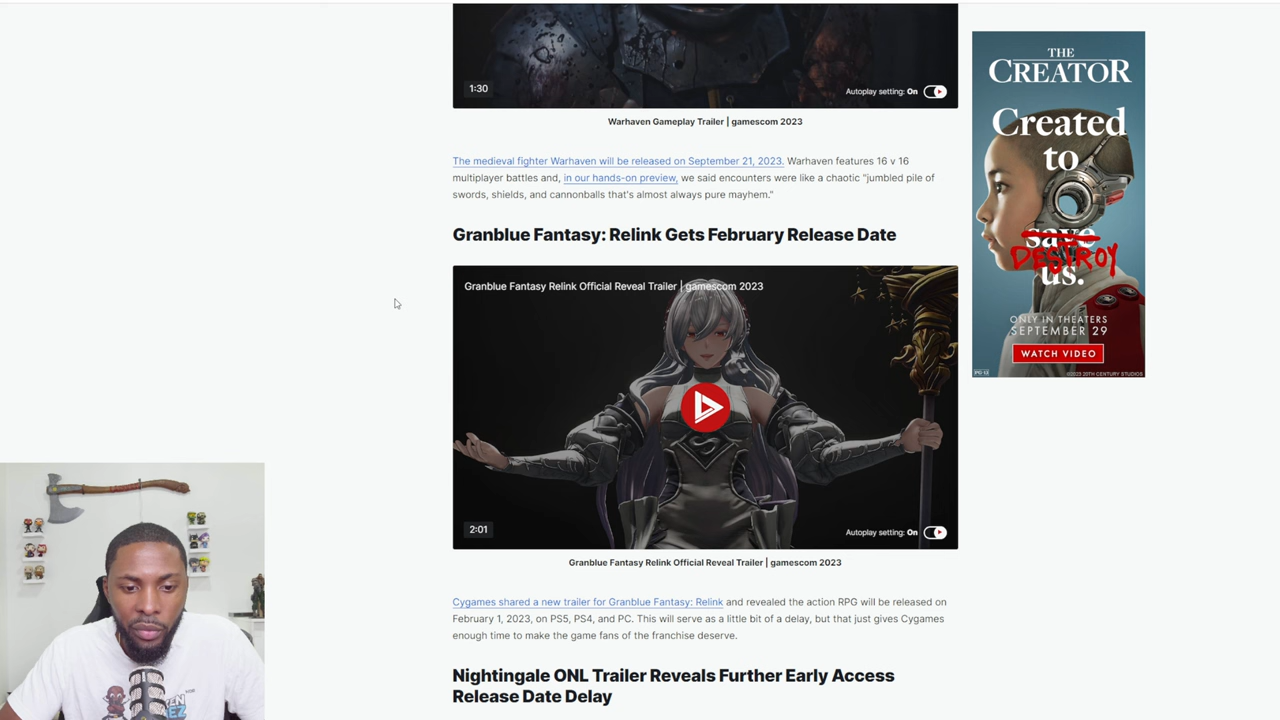 1:30
Autoplay setting: On
Warhaven Gameplay Trailer | gamescom 2023
The medieval fighter Warhaven will be released on September 21, 2023. Warhaven features 16 v 16
multiplayer battles and, in our hands-on preview, we said encounters were like a chaotic "jumbled pile of
swords, shields, and cannonballs that's almost always pure mayhem."
Granblue Fantasy: Relink Gets February Release Date
Granblue Fantasy Relink Official Reveal Trailer | gamescom 2023
2:01
Autoplay setting: On
Granblue Fantasy Relink Official Reveal Trailer | gamescom 2023
Cygames shared a new trailer for Granblue Fantasy: Relink and revealed the action RPG will be released on
February 1, 2023, on PS5, PS4, and PC. This will serve as a little bit of a delay, but that just gives Cygames
enough time to make the game fans of the franchise deserve.
Nightingale ONL Trailer Reveals Further Early Access
Release Date Delay
THE
CREATOR
Created
to
save
DESTROY
us.
ONLY IN THEATERS
SEPTEMBER 29
WATCH VIDEO
PG-13
©2023 20TH CENTURY STUDIOS